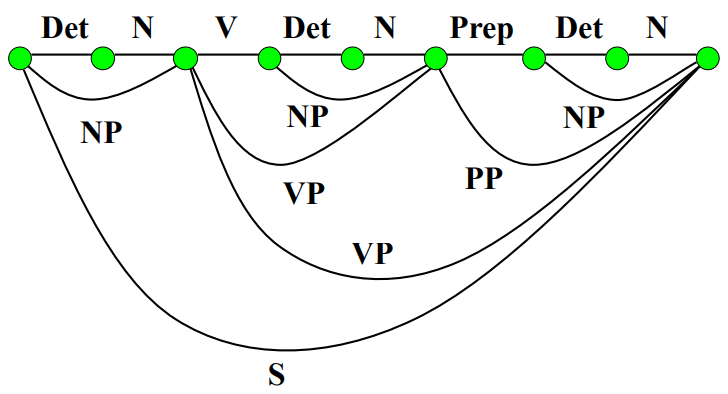 Det N V Det N Prep Det N
NP NP NP
VP PP
VP
S